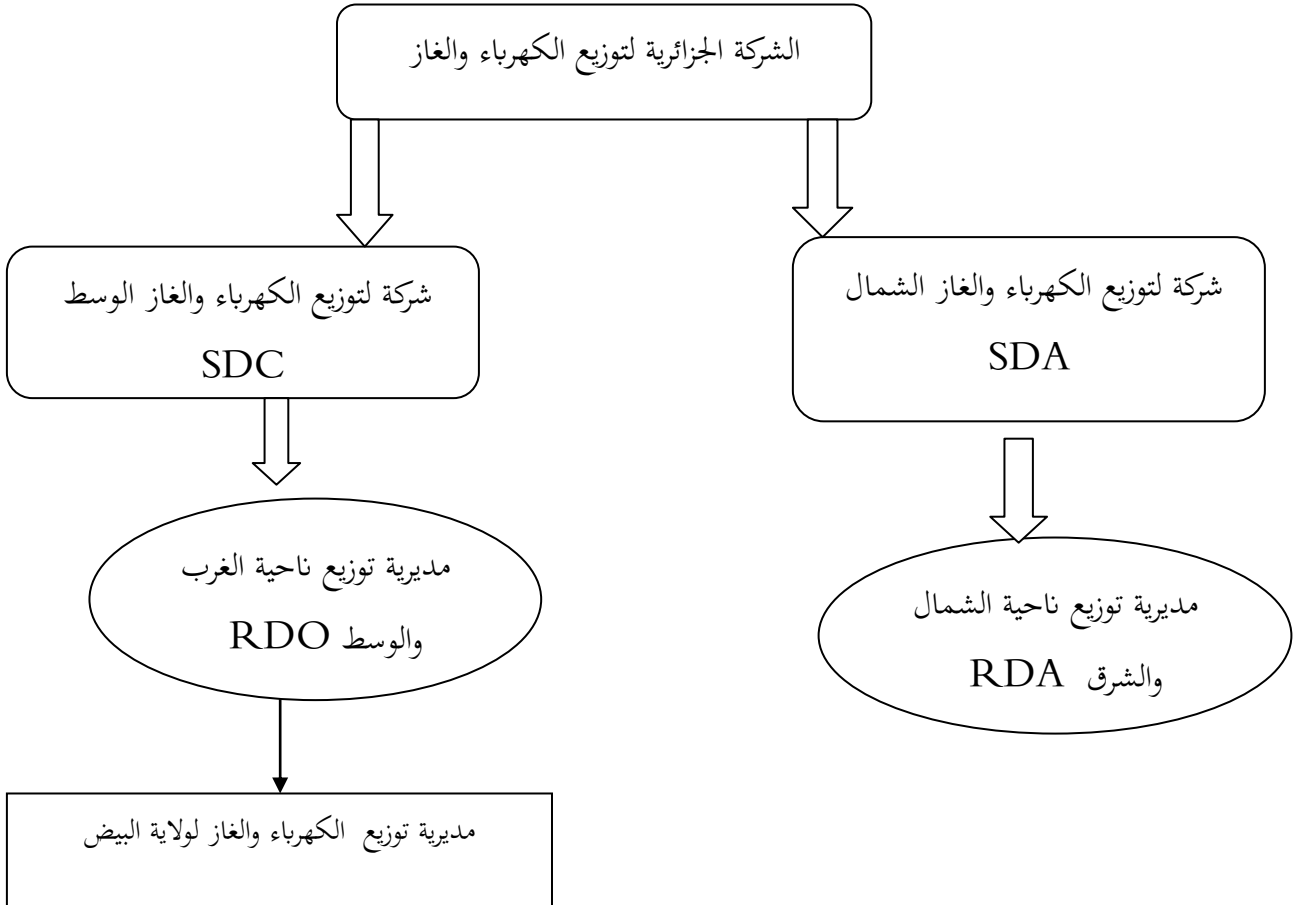 الشركة الجزائرية لتوزيع الكهرباء والغاز
شركة لتوزيع الكهرباء والغاز الشمال
SDA
شركة لتوزيع الكهرباء والغاز الوسط
SDC
مديرية توزيع ناحية الشمال
والشرق RDA
مديرية توزيع ناحية الغرب
والوسط RDO
مديرية توزيع الكهرباء والغاز لولاية البيض